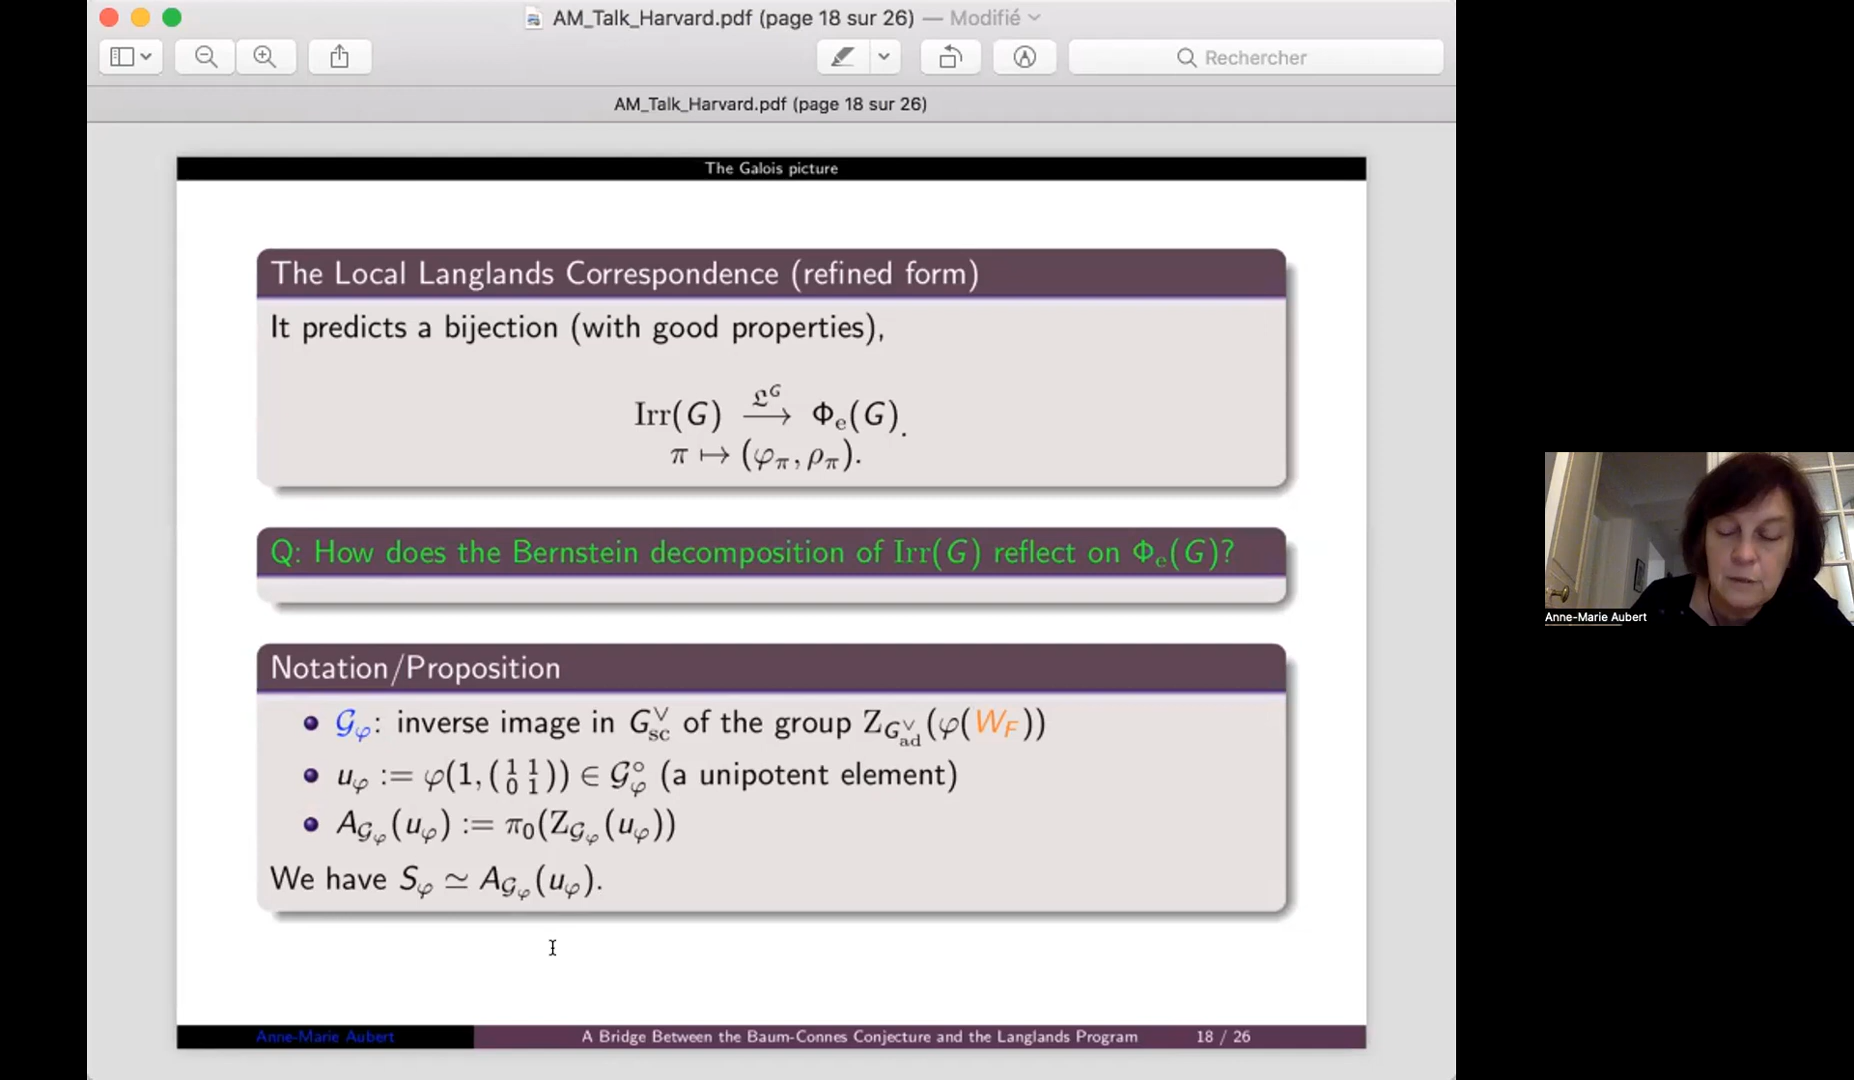 AM_Talk_Harvard.pdf (page 18 sur 26) — Modifié
Rechercher
AM_Talk_Harvard.pdf (page 18 sur 26)
The Galois picture
The Local Langlands Correspondence (refined form)
It predicts a bijection (with good properties),
Irr(G) \xrightarrow{𝔏^G} Φ_e(G).
π ↦ (φ_π, ρ_π).
Q: How does the Bernstein decomposition of Irr(G) reflect on Φ_e(G)?
Notation/Proposition
• 𝒢_φ: inverse image in G^∨_sc of the group Z_{G^∨_ad}(φ(W_F))
• u_φ := φ(1, (1 1 0 1)) ∈ 𝒢°_φ (a unipotent element)
• A_{𝒢_φ}(u_φ) := π_0(Z_{𝒢_φ}(u_φ))
We have S_φ ≃ A_{𝒢_φ}(u_φ).
Anne-Marie Aubert A Bridge Between the Baum-Connes Conjecture and the Langlands Program 18 / 26
Anne-Marie Aubert